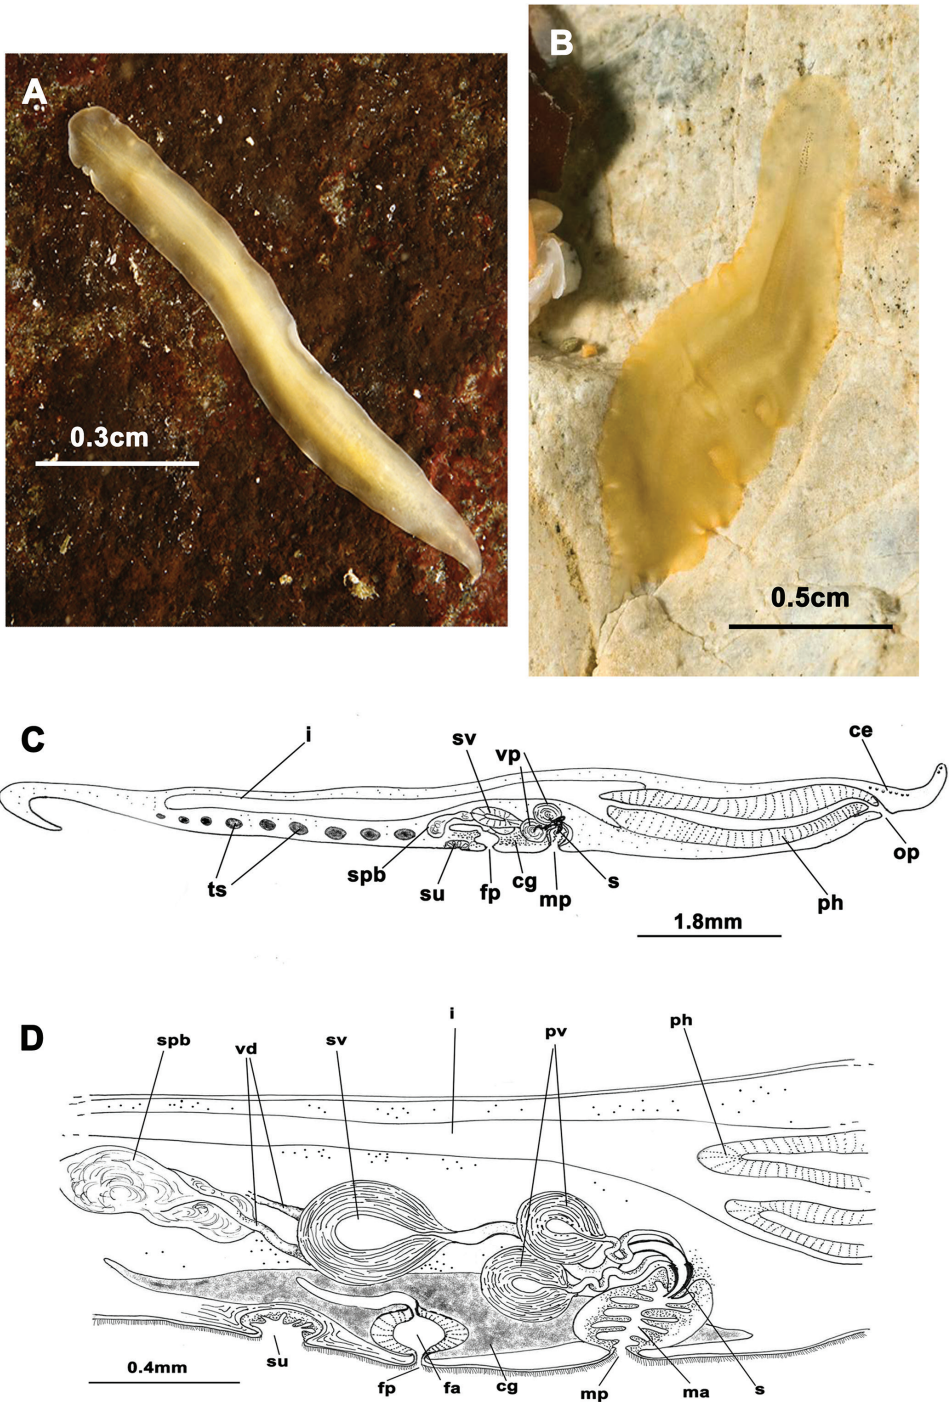 A
0.3cm
B
0.5cm
C
i
sv
vp
ce
ts
spb
su
fp
cg
mp
s
ph
op
1.8mm
D
spb
vd
sv
i
pv
ph
0.4mm
su
fp
fa
cg
mp
ma
s